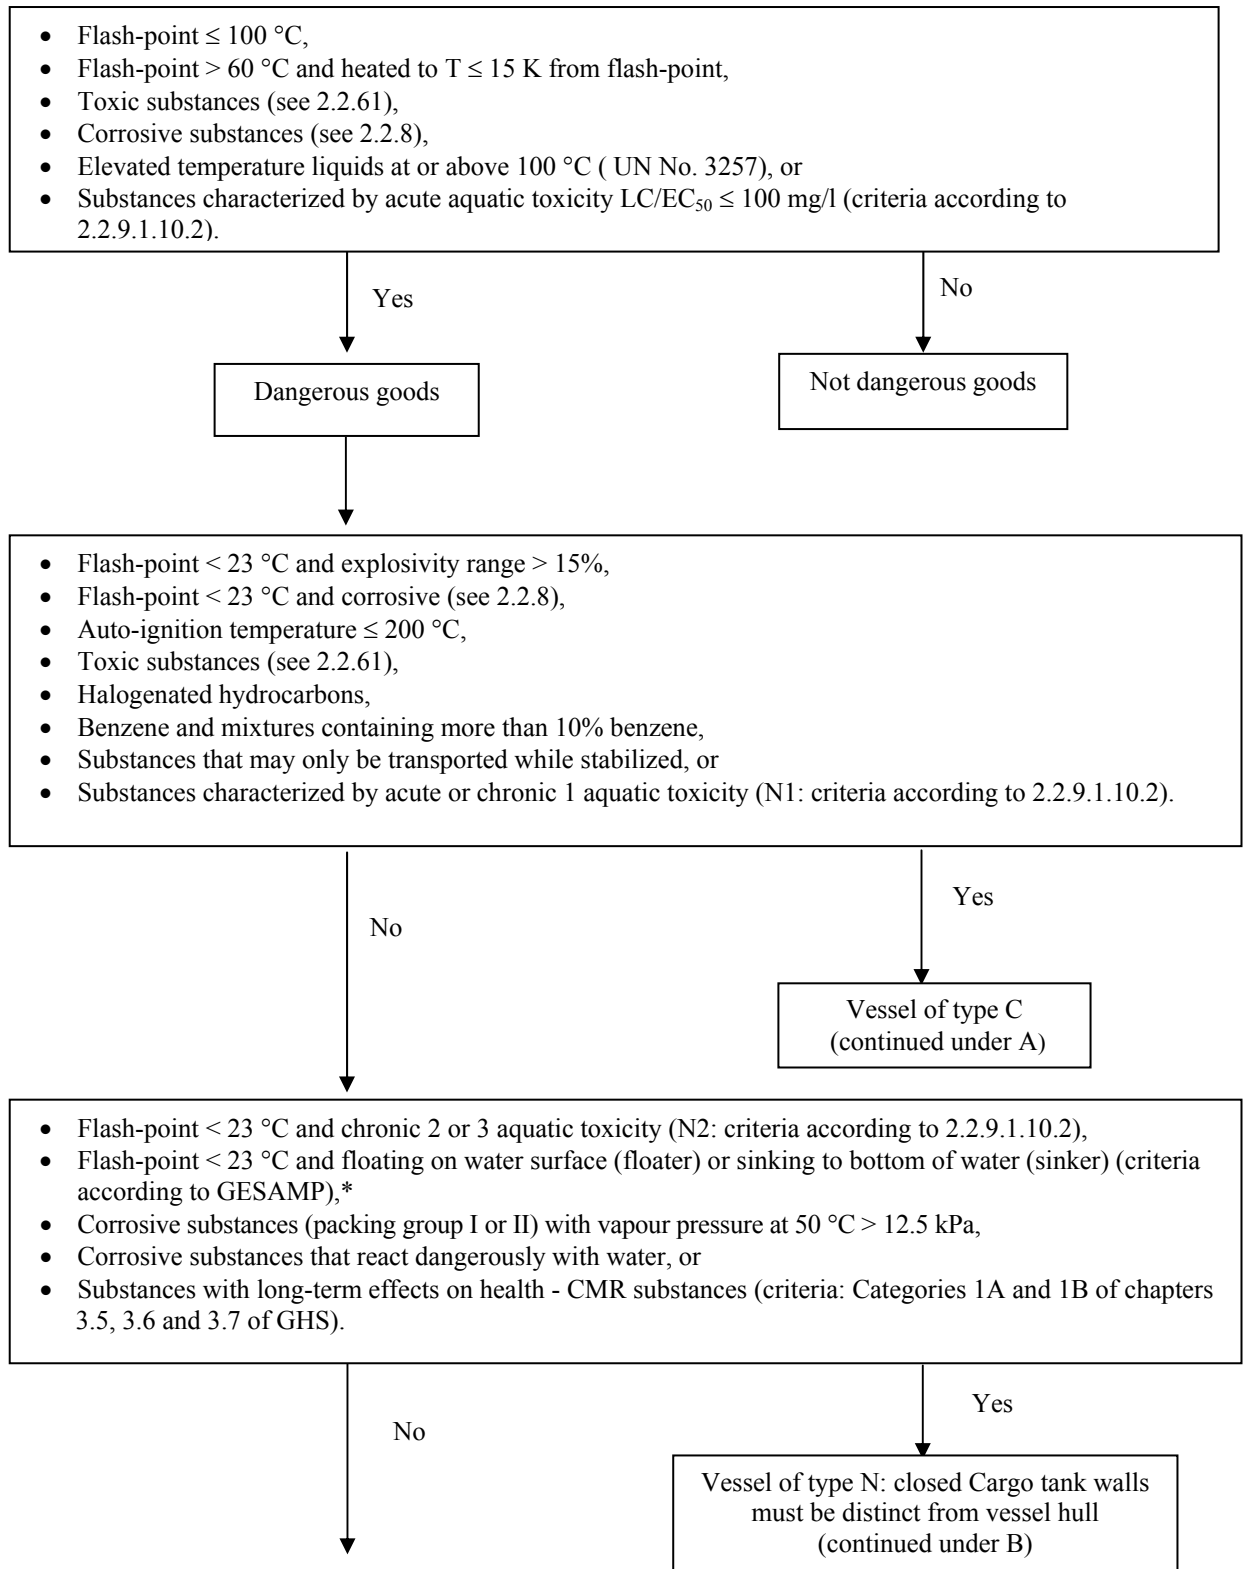 • Flash-point ≤ 100 °C,
• Flash-point > 60 °C and heated to T ≤ 15 K from flash-point,
• Toxic substances (see 2.2.61),
• Corrosive substances (see 2.2.8),
• Elevated temperature liquids at or above 100 °C ( UN No. 3257), or
• Substances characterized by acute aquatic toxicity LC/EC₅₀ ≤ 100 mg/l (criteria according to
2.2.9.1.10.2).
Yes
No
Dangerous goods
Not dangerous goods
• Flash-point < 23 °C and explosivity range > 15%,
• Flash-point < 23 °C and corrosive (see 2.2.8),
• Auto-ignition temperature ≤ 200 °C,
• Toxic substances (see 2.2.61),
• Halogenated hydrocarbons,
• Benzene and mixtures containing more than 10% benzene,
• Substances that may only be transported while stabilized, or
• Substances characterized by acute or chronic 1 aquatic toxicity (N1: criteria according to 2.2.9.1.10.2).
No
Yes
Vessel of type C
(continued under A)
• Flash-point < 23 °C and chronic 2 or 3 aquatic toxicity (N2: criteria according to 2.2.9.1.10.2),
• Flash-point < 23 °C and floating on water surface (floater) or sinking to bottom of water (sinker) (criteria
according to GESAMP),*
• Corrosive substances (packing group I or II) with vapour pressure at 50 °C > 12.5 kPa,
• Corrosive substances that react dangerously with water, or
• Substances with long-term effects on health - CMR substances (criteria: Categories 1A and 1B of chapters
3.5, 3.6 and 3.7 of GHS).
No
Yes
Vessel of type N: closed Cargo tank walls
must be distinct from vessel hull
(continued under B)